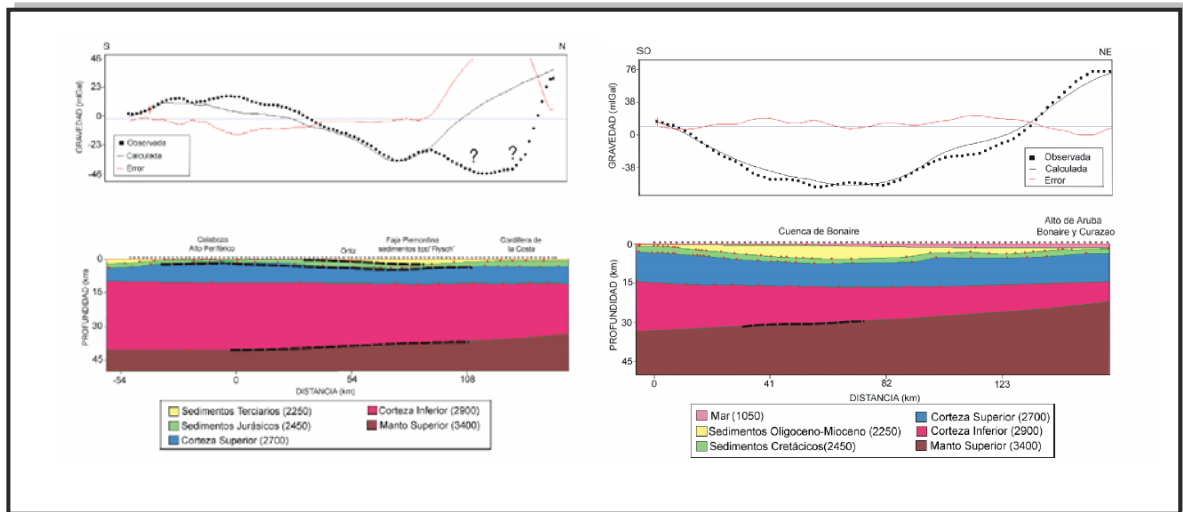 S
N
GRAVEDAD (mlGal)
46
23
0
-23
-46
Observada
Calculada
Error
?
?
Calabozo
Alto Periférico
Ortiz
Faja Piemontina
sedimentos tipo"Flysch"
Cordillera de
la Costa
PROFUNDIDAD (km)
0
15
30
45
-54
0
54
108
DISTANCIA (km)
Sedimentos Terciarios (2250)
Sedimentos Jurásicos (2450)
Corteza Superior (2700)
Corteza Inferior (2900)
Manto Superior (3400)
SO
NE
GRAVEDAD (mlGal)
76
38
0
-38
Observada
Calculada
Error
Cuenca de Bonaire
Alto de Aruba
Bonaire y Curazao
PROFUNDIDAD (km)
0
15
30
45
0
41
82
123
DISTANCIA (km)
Mar (1050)
Sedimentos Oligoceno-Mioceno (2250)
Sedimentos Cretácicos(2450)
Corteza Superior (2700)
Corteza Inferior (2900)
Manto Superior (3400)